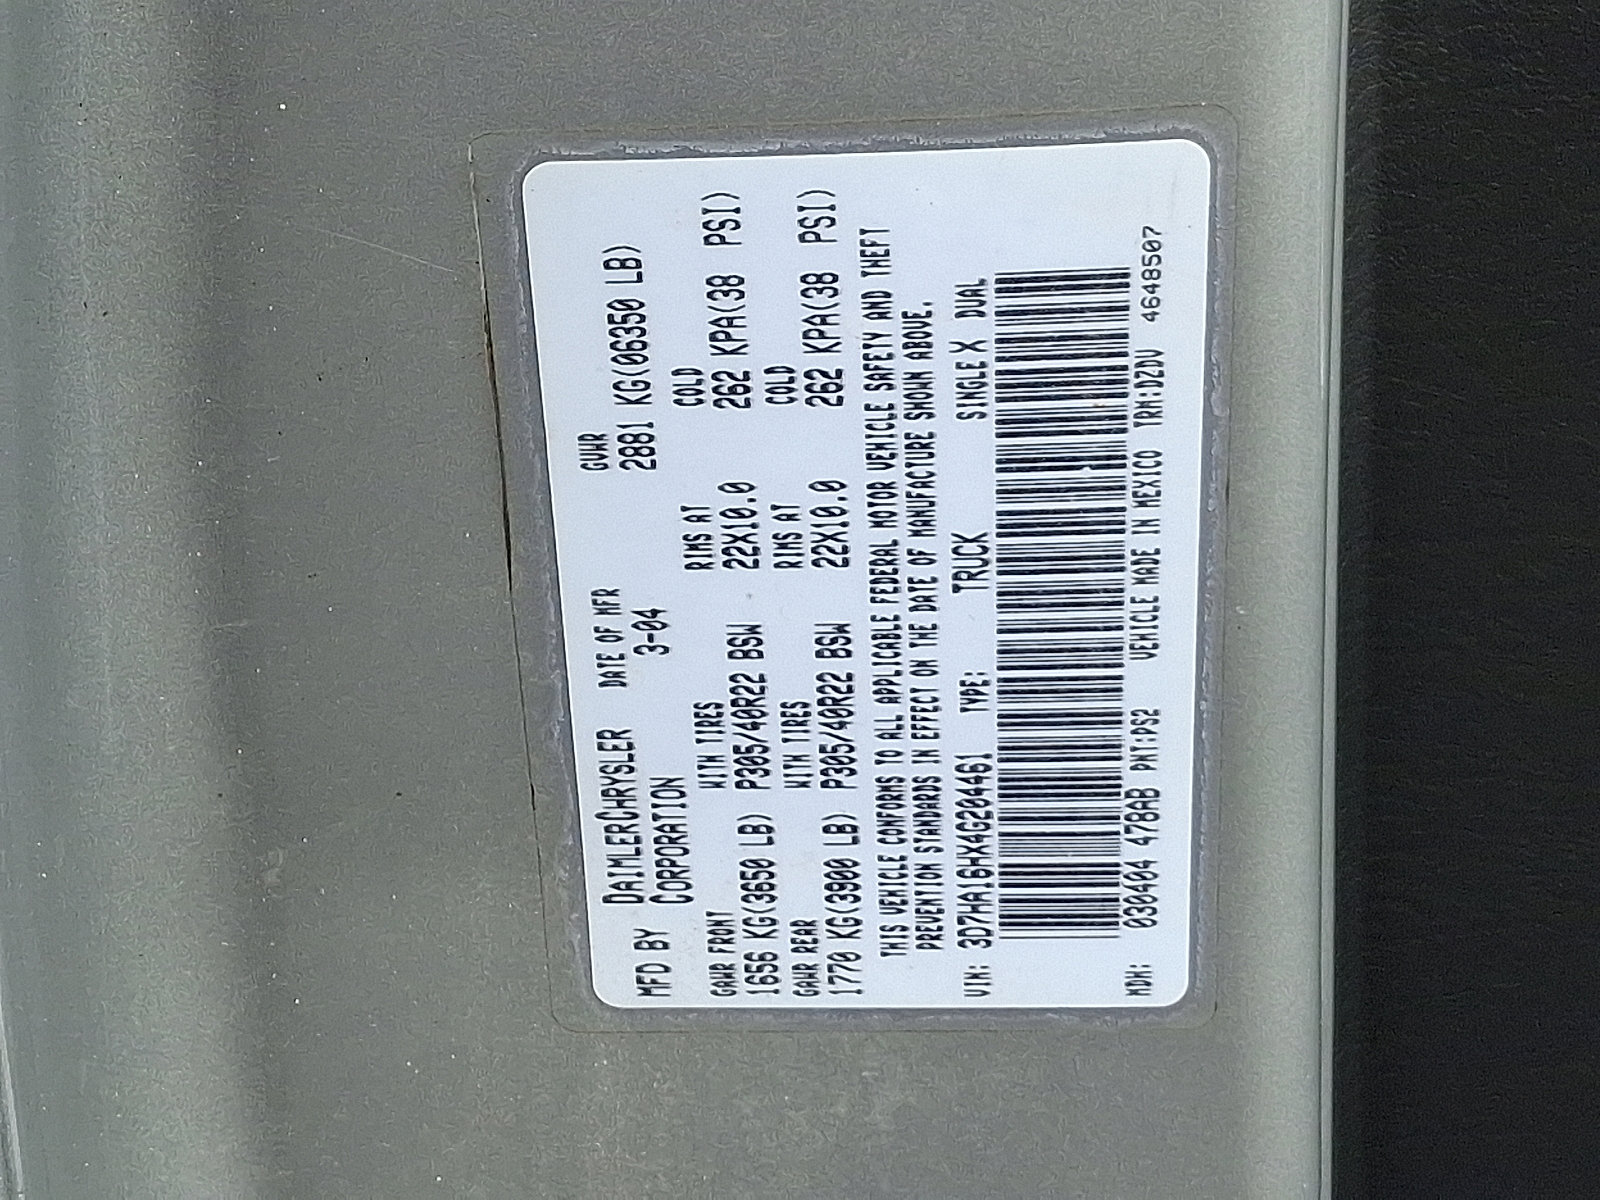 MFD BY DAIMLERCHRYSLER CORPORATION DATE OF MFR 3-04 GVWR 2881 KG(06350 LB)
GAWR FRONT WITH TIRES RIMS AT COLD
1656 KG(3650 LB) P305/40R22 BSW 22X10.0 262 KPA(38 PSI)
GAWR REAR WITH TIRES RIMS AT COLD
1770 KG(3900 LB) P305/40R22 BSW 22X10.0 262 KPA(38 PSI)
THIS VEHICLE CONFORMS TO ALL APPLICABLE FEDERAL MOTOR VEHICLE SAFETY AND THEFT
PREVENTION STANDARDS IN EFFECT ON THE DATE OF MANUFACTURE SHOWN ABOVE.
VIN: 3D7HA16HX4G204461 TYPE: TRUCK SINGLE X DUAL
MDH: 030404 478AB PNT:PS2 VEHICLE MADE IN MEXICO TRM:DZDV 4648507